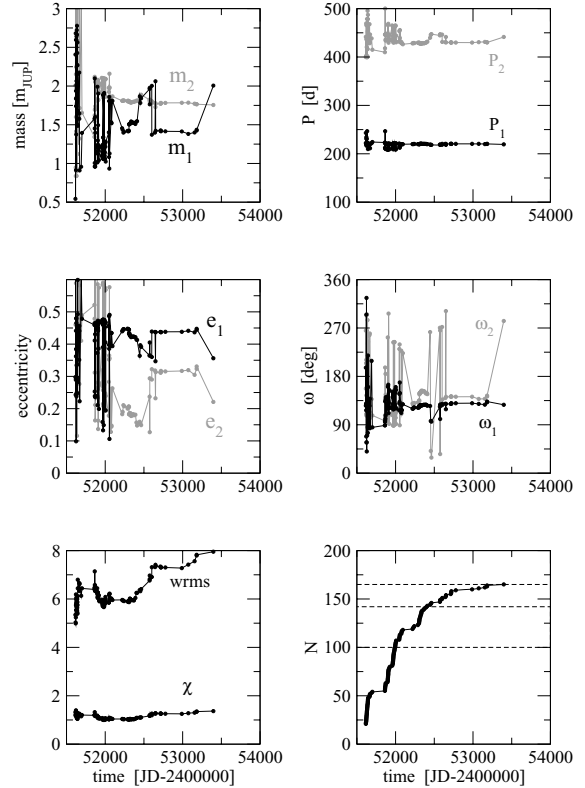 3
2.5
2
1.5
1
0.5
mass [m_JUP]
m_2
m_1
52000 53000 54000
500
400
300
200
100
P [d]
P_2
P_1
52000 53000 54000
0.5
0.4
0.3
0.2
0.1
0
eccentricity
e_1
e_2
52000 53000 54000
360
270
180
90
0
ω [deg]
ω_2
ω_1
52000 53000 54000
8
6
4
2
0
wrms
χ
52000 53000 54000
time [JD-2400000]
200
150
100
50
0
N
52000 53000 54000
time [JD-2400000]